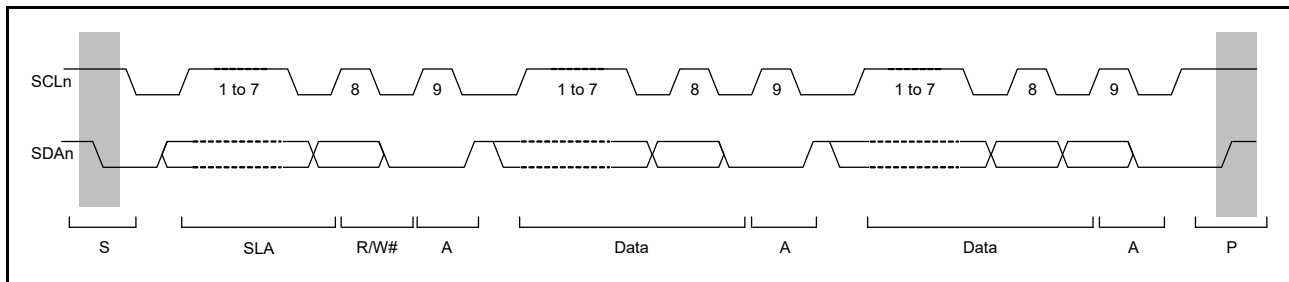 SCLn
1 to 7 8 9 1 to 7 8 9 1 to 7 8 9
SDAn
S SLA R/W# A Data A Data A P